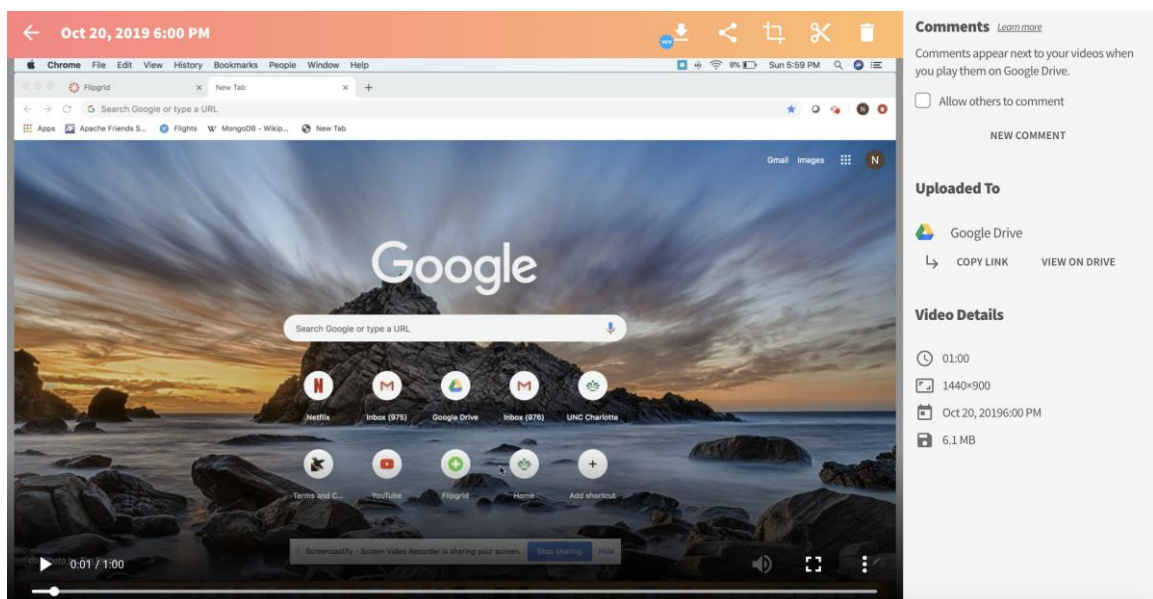 Oct 20, 2019 6:00 PM
NEW
Chrome File Edit View History Bookmarks People Window Help
9% Sun 5:59 PM
Flipgrid
New Tab
Search Google or type a URL
N
Apps Apache Friends S... Flights W MongoDB - Wikip... New Tab
Gmail Images N
Google
Search Google or type a URL
Netflix Inbox (975) Google Drive Inbox (976) UNC Charlotte
Terms and C... YouTube Flipgrid Home Add shortcut
Screencastify - Screen Video Recorder is sharing your screen. Stop sharing Hide
0:01 / 1:00
Comments Learn more
Comments appear next to your videos when
you play them on Google Drive.
Allow others to comment
NEW COMMENT
Uploaded To
Google Drive
COPY LINK VIEW ON DRIVE
Video Details
01:00
1440×900
Oct 20, 20196:00 PM
6.1 MB